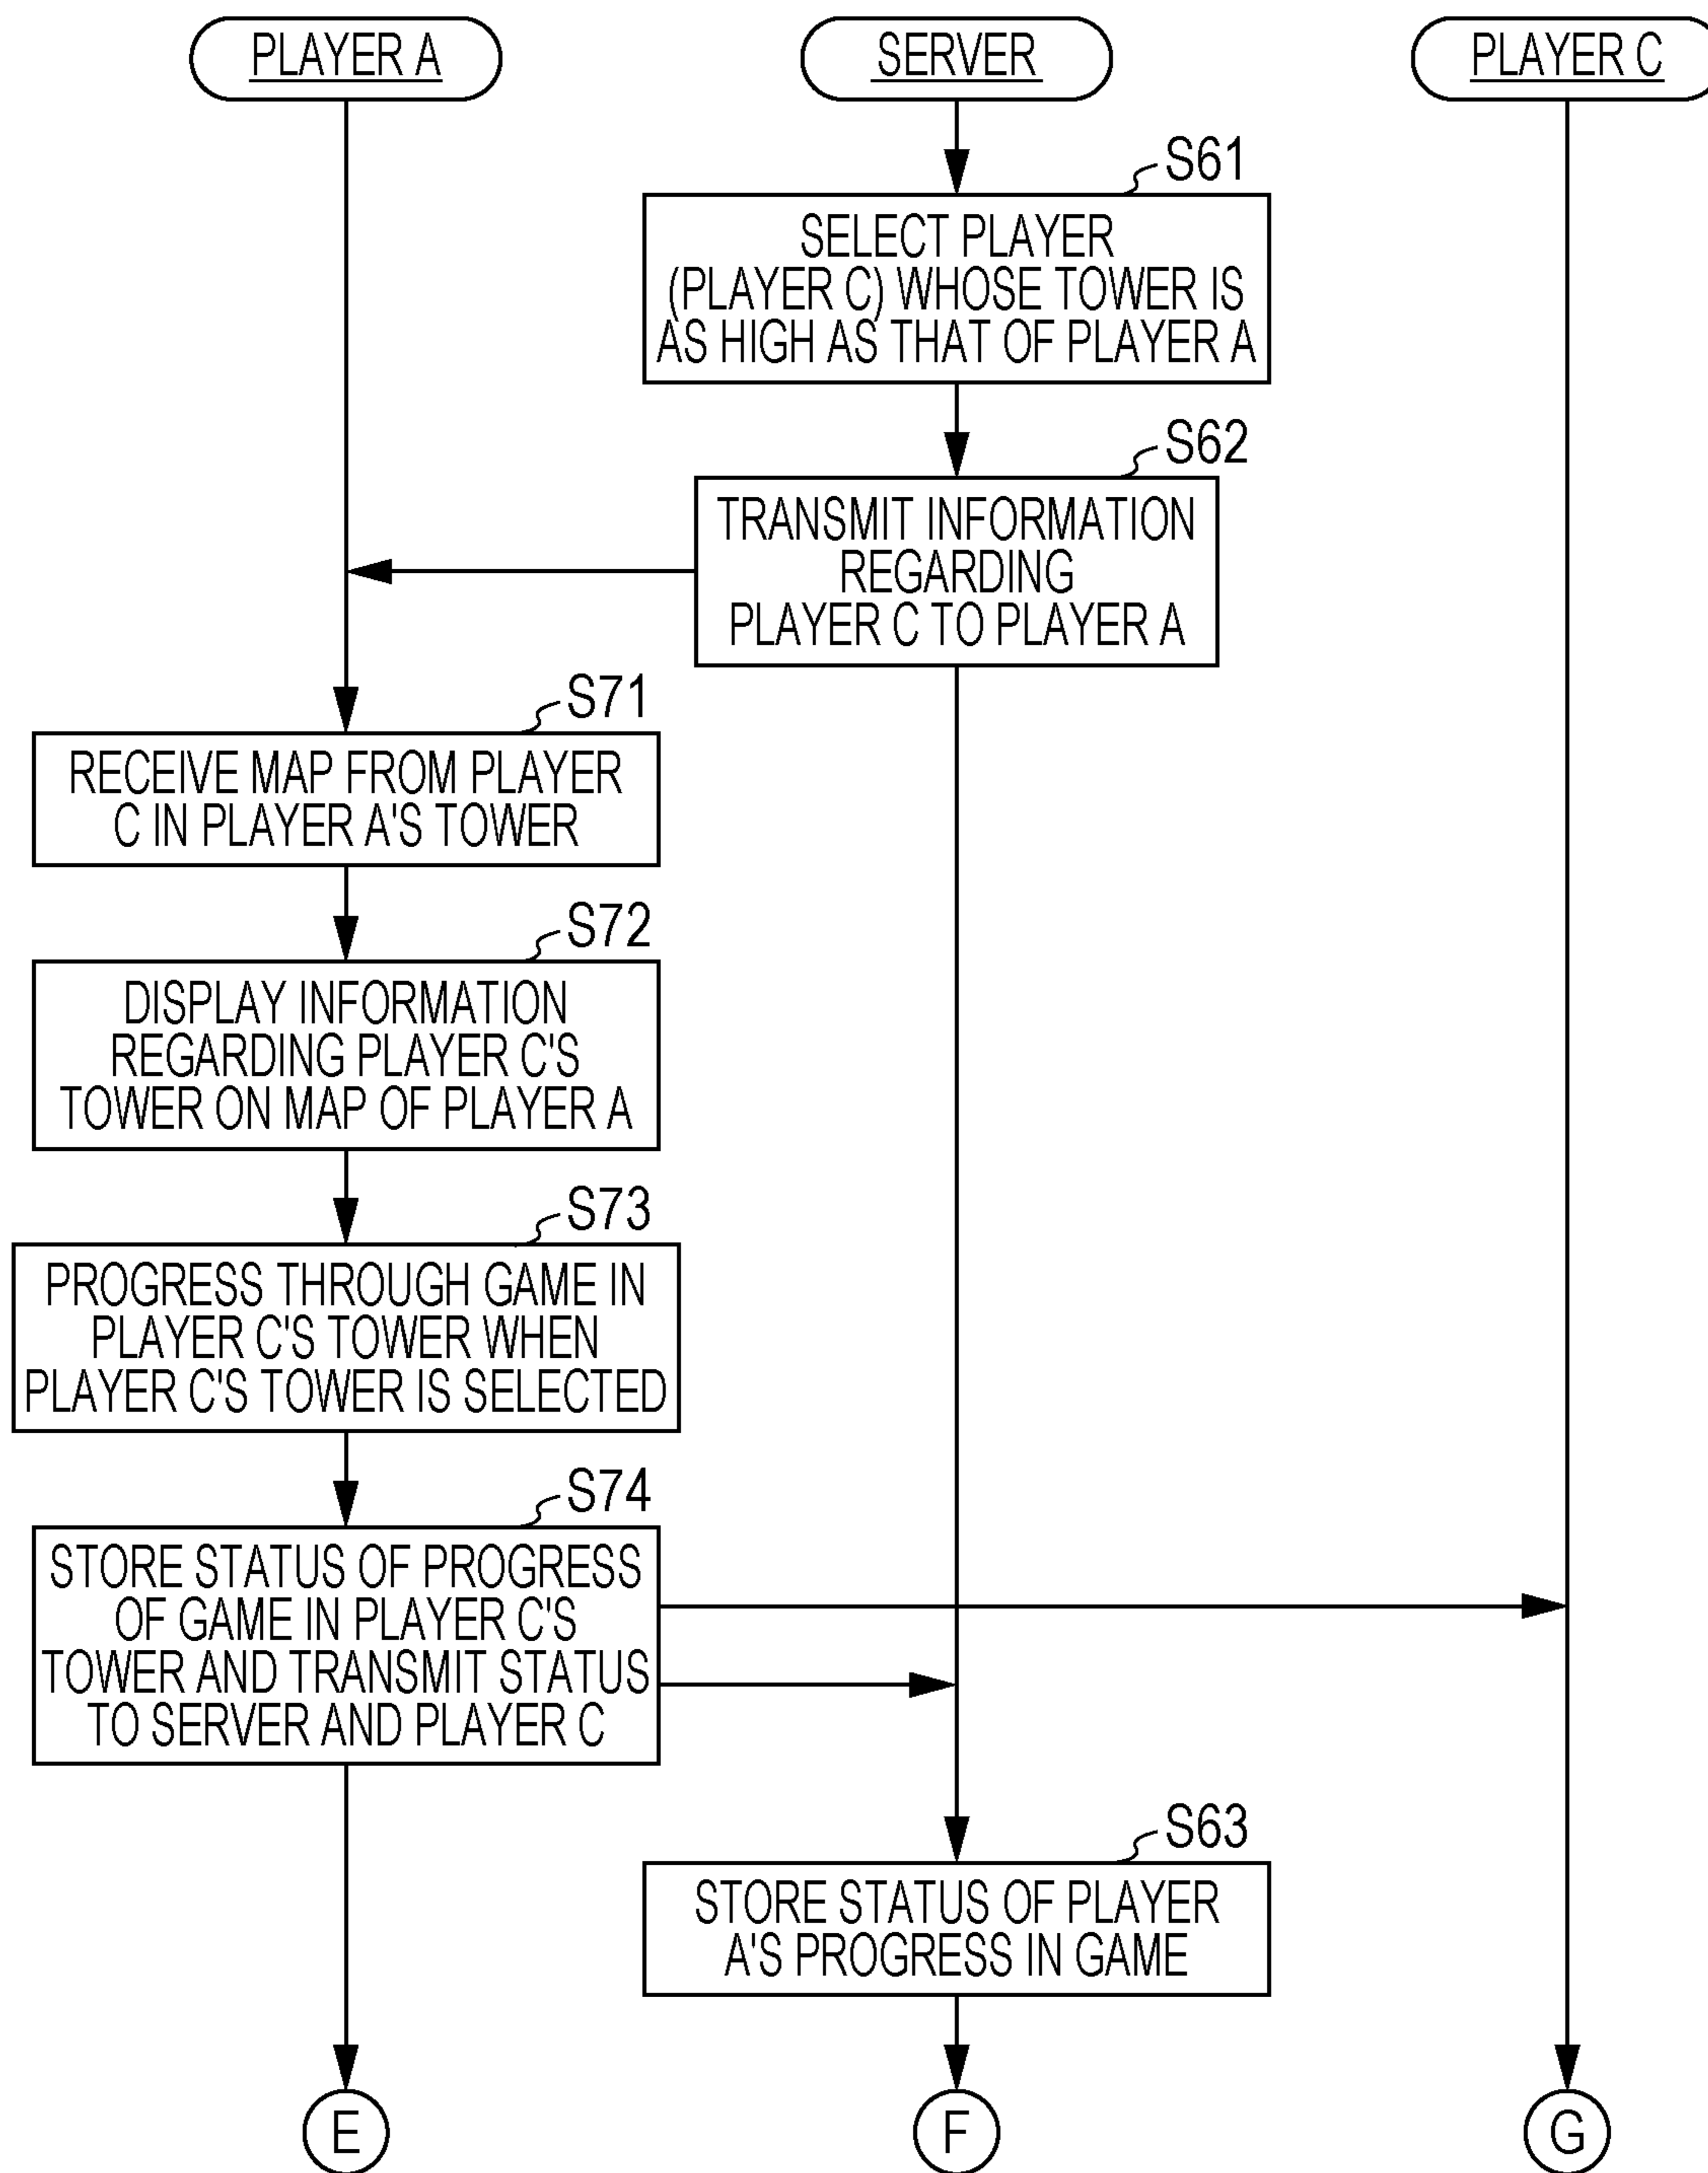 PLAYER A
SERVER
PLAYER C
S61
SELECT PLAYER
(PLAYER C) WHOSE TOWER IS
AS HIGH AS THAT OF PLAYER A
S62
TRANSMIT INFORMATION
REGARDING
PLAYER C TO PLAYER A
S71
RECEIVE MAP FROM PLAYER
C IN PLAYER A'S TOWER
S72
DISPLAY INFORMATION
REGARDING PLAYER C'S
TOWER ON MAP OF PLAYER A
S73
PROGRESS THROUGH GAME IN
PLAYER C'S TOWER WHEN
PLAYER C'S TOWER IS SELECTED
S74
STORE STATUS OF PROGRESS
OF GAME IN PLAYER C'S
TOWER AND TRANSMIT STATUS
TO SERVER AND PLAYER C
S63
STORE STATUS OF PLAYER
A'S PROGRESS IN GAME
E
F
G